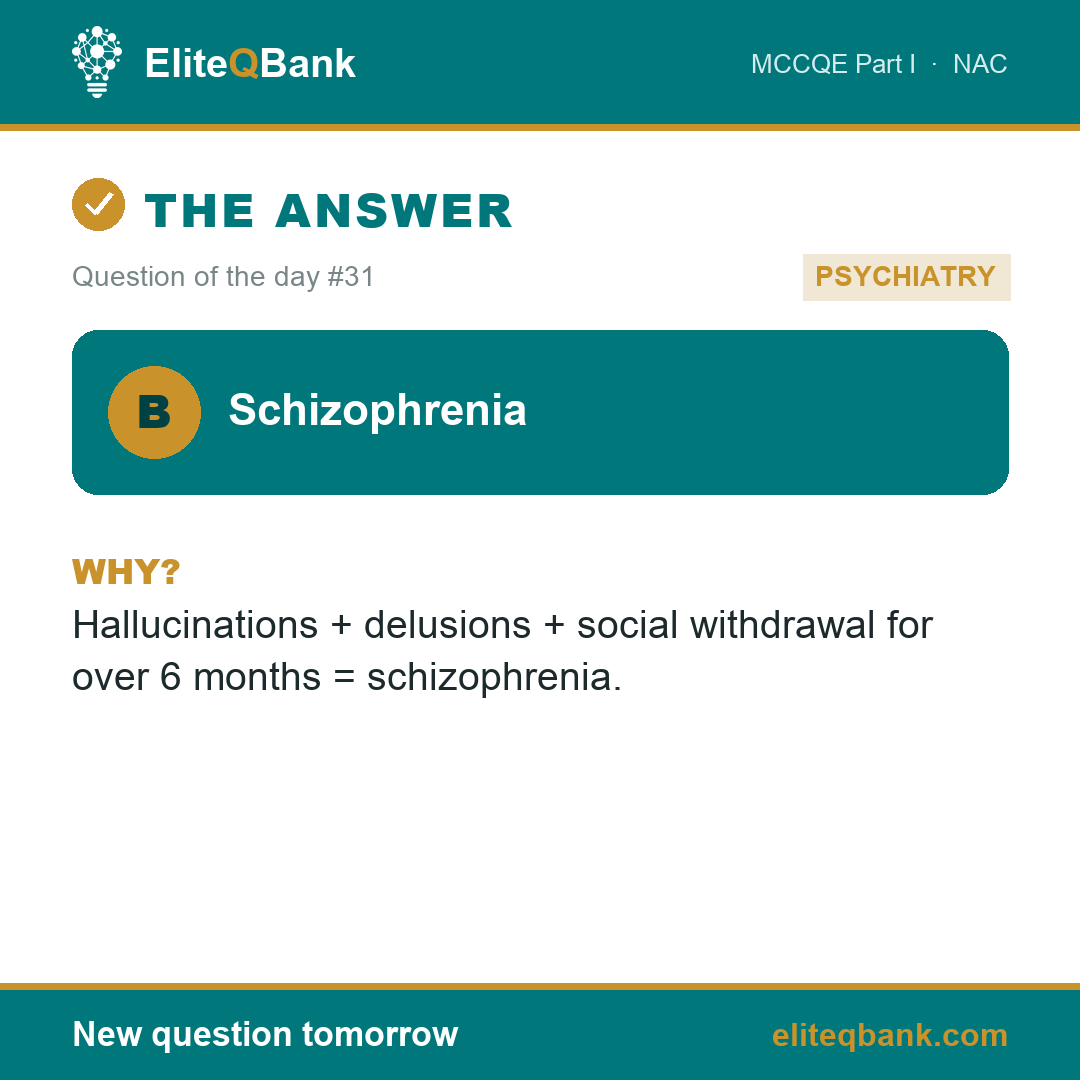 EliteQBank
MCCQE Part I · NAC
THE ANSWER
Question of the day #31
PSYCHIATRY
B
Schizophrenia
WHY?
Hallucinations + delusions + social withdrawal for
over 6 months = schizophrenia.
New question tomorrow
eliteqbank.com